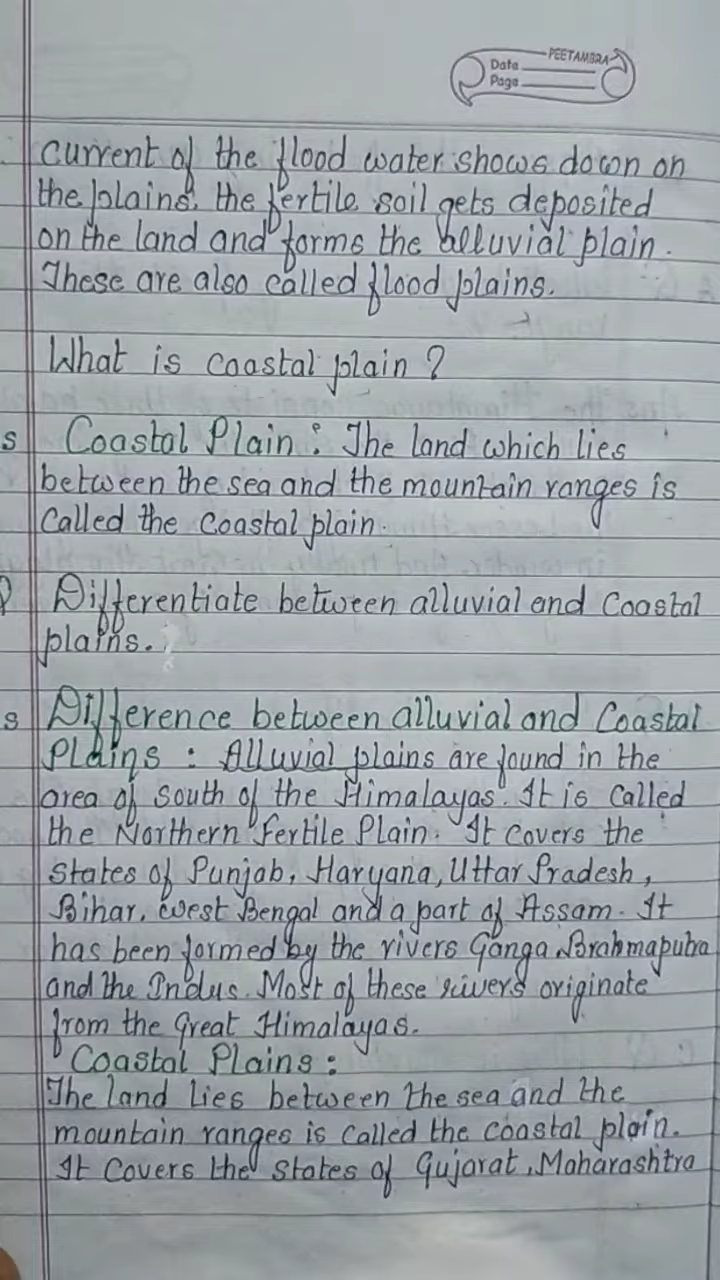 PEETAMBRA
Date
Page
current of the flood water shows down on
the plains, the fertile soil gets deposited
on the land and forms the alluvial plain.
These are also called flood plains.
What is coastal plain ?
s Coastal Plain : The land which lies
between the sea and the mountain ranges is
called the coastal plain.
Differentiate between alluvial and Coastal
plains.
s Difference between alluvial and Coastal
Plains : Alluvial plains are found in the
area of South of the Himalayas. It is called
the Northern Fertile Plain. It covers the
states of Punjab, Haryana, Uttar Pradesh,
Bihar, West Bengal and a part of Assam. It
has been formed by the rivers Ganga, Brahmaputra
and the Indus. Most of these rivers originate
from the Great Himalayas.
Coastal Plains :
The land lies between the sea and the
mountain ranges is called the coastal plain.
It Covers the States of Gujarat, Maharashtra